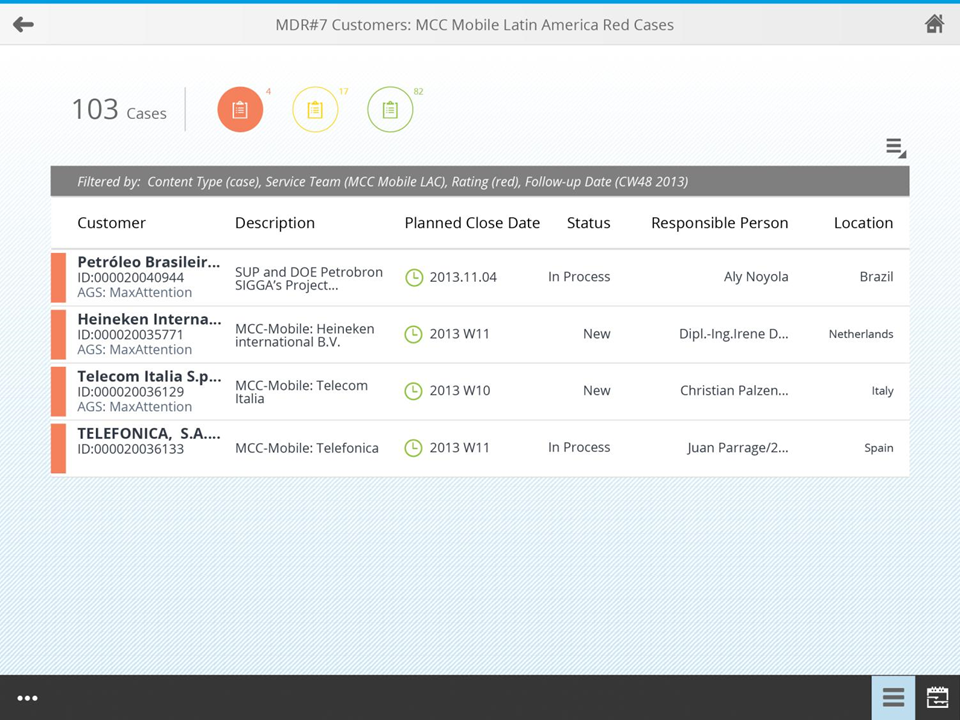 MDR#7 Customers: MCC Mobile Latin America Red Cases
103 Cases
4
17
82
Filtered by: Content Type (case), Service Team (MCC Mobile LAC), Rating (red), Follow-up Date (CW48 2013)
Customer Description Planned Close Date Status Responsible Person Location
Petróleo Brasileir...
ID:000020040944
AGS: MaxAttention
SUP and DOE Petrobron
SIGGA's Project...
2013.11.04
In Process
Aly Noyola
Brazil
Heineken Interna...
ID:000020035771
AGS: MaxAttention
MCC-Mobile: Heineken
international B.V.
2013 W11
New
Dipl.-Ing.Irene D...
Netherlands
Telecom Italia S.p...
ID:000020036129
AGS: MaxAttention
MCC-Mobile: Telecom
Italia
2013 W10
New
Christian Palzen...
Italy
TELEFONICA, S.A....
ID:000020036133
MCC-Mobile: Telefonica
2013 W11
In Process
Juan Parrage/2...
Spain